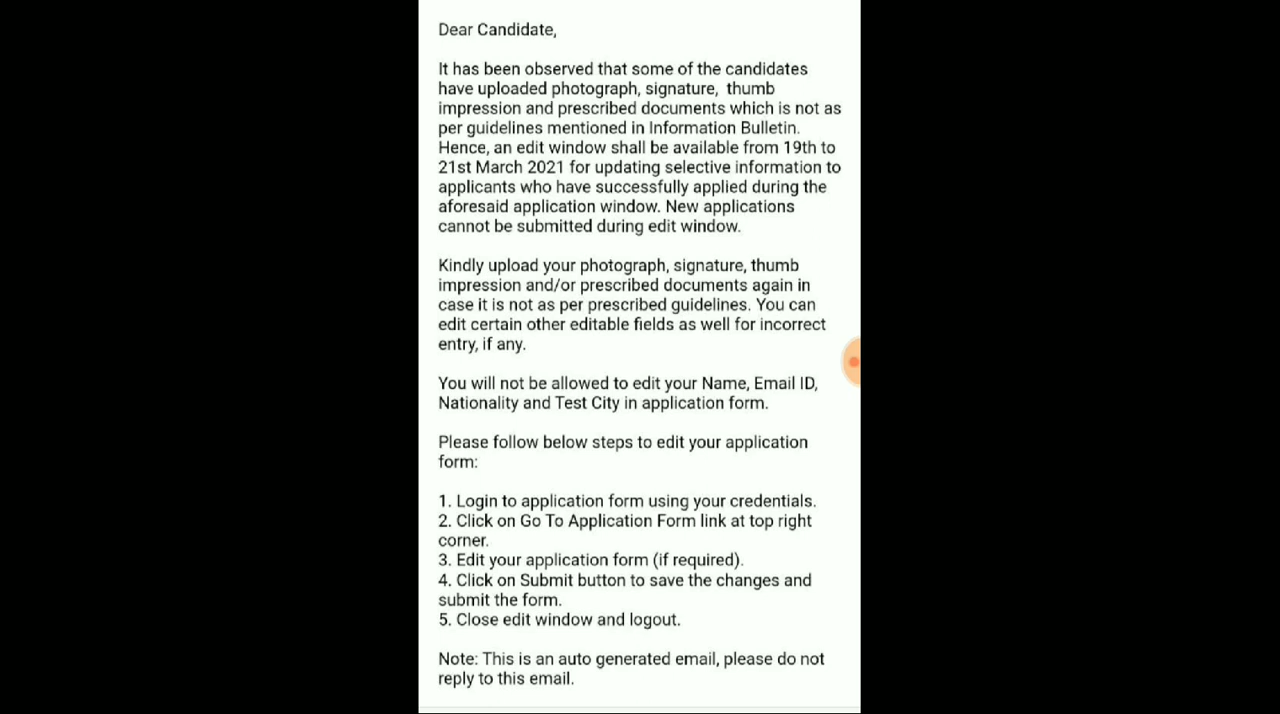 Dear Candidate,
It has been observed that some of the candidates
have uploaded photograph, signature, thumb
impression and prescribed documents which is not as
per guidelines mentioned in Information Bulletin.
Hence, an edit window shall be available from 19th to
21st March 2021 for updating selective information to
applicants who have successfully applied during the
aforesaid application window. New applications
cannot be submitted during edit window.
Kindly upload your photograph, signature, thumb
impression and/or prescribed documents again in
case it is not as per prescribed guidelines. You can
edit certain other editable fields as well for incorrect
entry, if any.
You will not be allowed to edit your Name, Email ID,
Nationality and Test City in application form.
Please follow below steps to edit your application
form:
1. Login to application form using your credentials.
2. Click on Go To Application Form link at top right
corner.
3. Edit your application form (if required).
4. Click on Submit button to save the changes and
submit the form.
5. Close edit window and logout.
Note: This is an auto generated email, please do not
reply to this email.